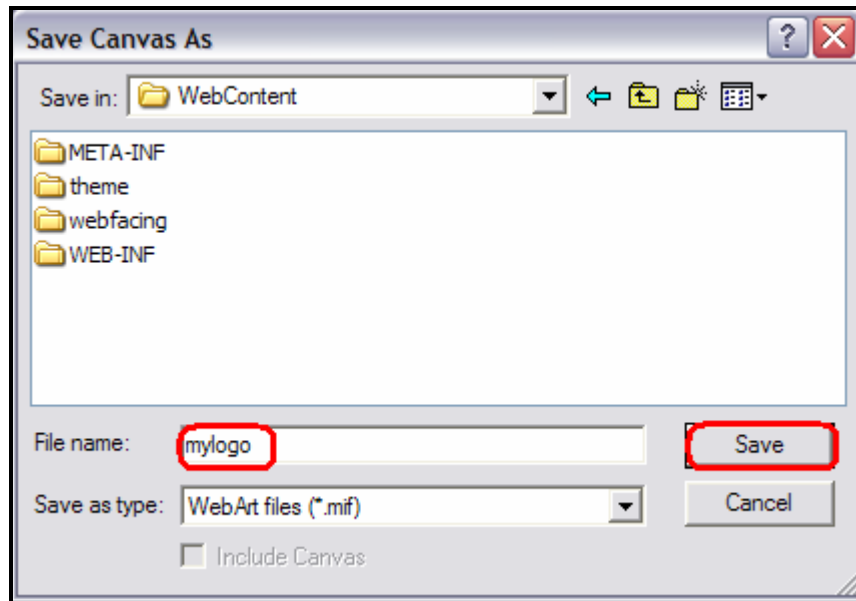 Save Canvas As
Save in: WebContent
META-INF
theme
webfacing
WEB-INF
File name: mylogo Save
Save as type: WebArt files (*.mif) Cancel
Include Canvas